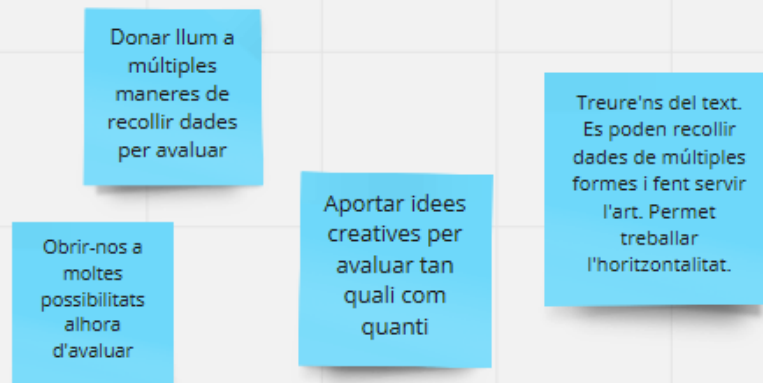 Donar llum a
múltiples
maneres de
recollir dades
per avaluar
Treure'ns del text.
Es poden recollir
dades de múltiples
formes i fent servir
l'art. Permet
treballar
l'horitzontalitat.
Aportar idees
creatives per
avaluar tan
quali com
quanti
Obrir-nos a
moltes
possibilitats
alhora
d'avaluar